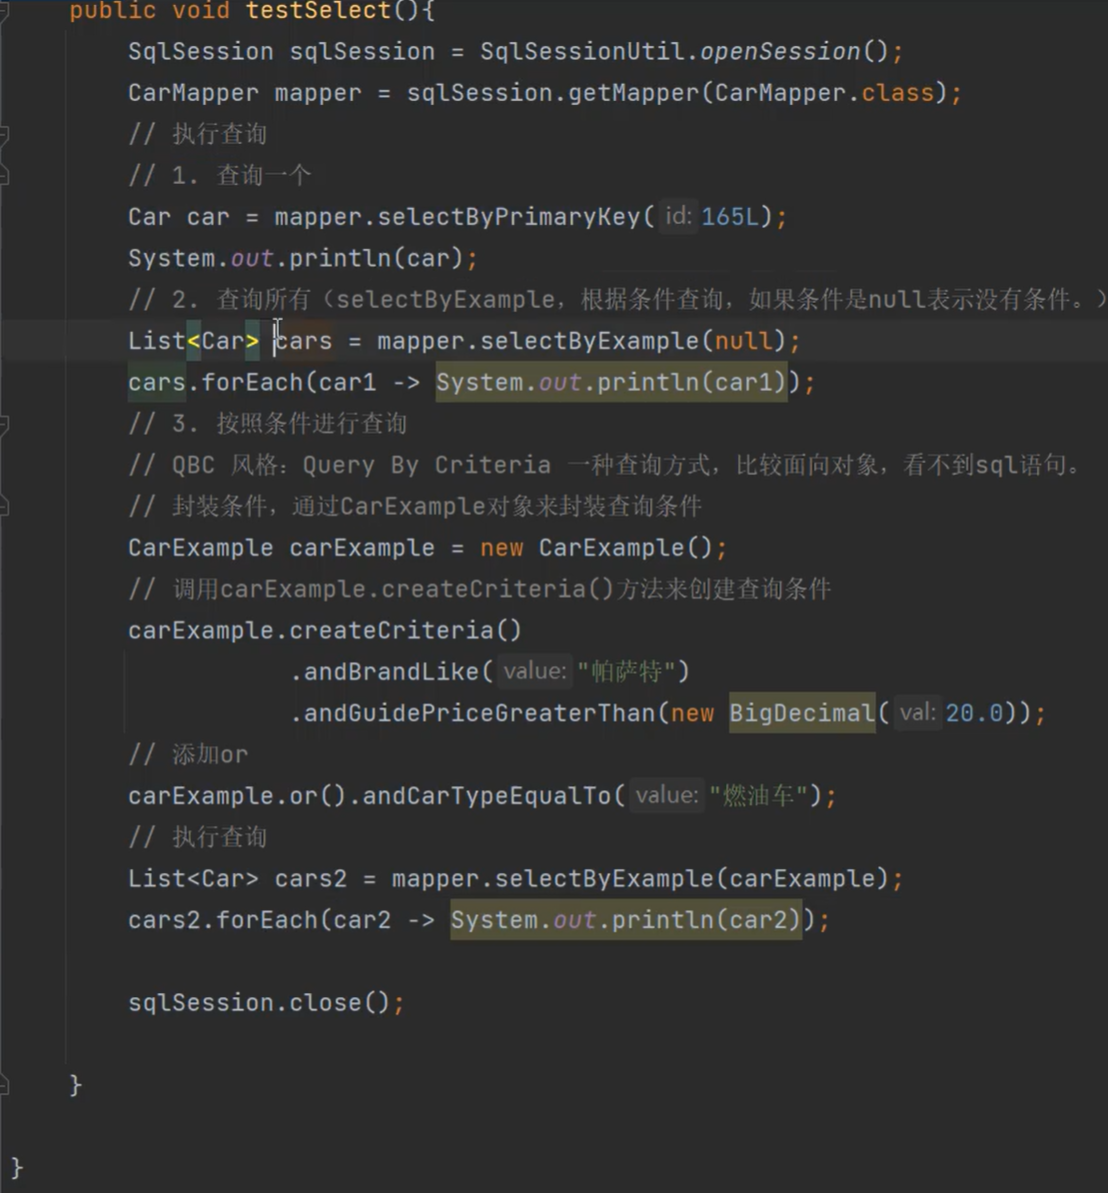 public void testSelect(){
SqlSession sqlSession = SqlSessionUtil.openSession();
CarMapper mapper = sqlSession.getMapper(CarMapper.class);
// 执行查询
// 1. 查询一个
Car car = mapper.selectByPrimaryKey( id: 165L);
System.out.println(car);
// 2. 查询所有（selectByExample，根据条件查询，如果条件是null表示没有条件。）
List<Car> cars = mapper.selectByExample(null);
cars.forEach(car1 -> System.out.println(car1));
// 3. 按照条件进行查询
// QBC 风格：Query By Criteria 一种查询方式，比较面向对象，看不到sql语句。
// 封装条件，通过CarExample对象来封装查询条件
CarExample carExample = new CarExample();
// 调用carExample.createCriteria()方法来创建查询条件
carExample.createCriteria()
.andBrandLike( value: "帕萨特")
.andGuidePriceGreaterThan(new BigDecimal( val: 20.0));
// 添加or
carExample.or().andCarTypeEqualTo( value: "燃油车");
// 执行查询
List<Car> cars2 = mapper.selectByExample(carExample);
cars2.forEach(car2 -> System.out.println(car2));
sqlSession.close();
}
}